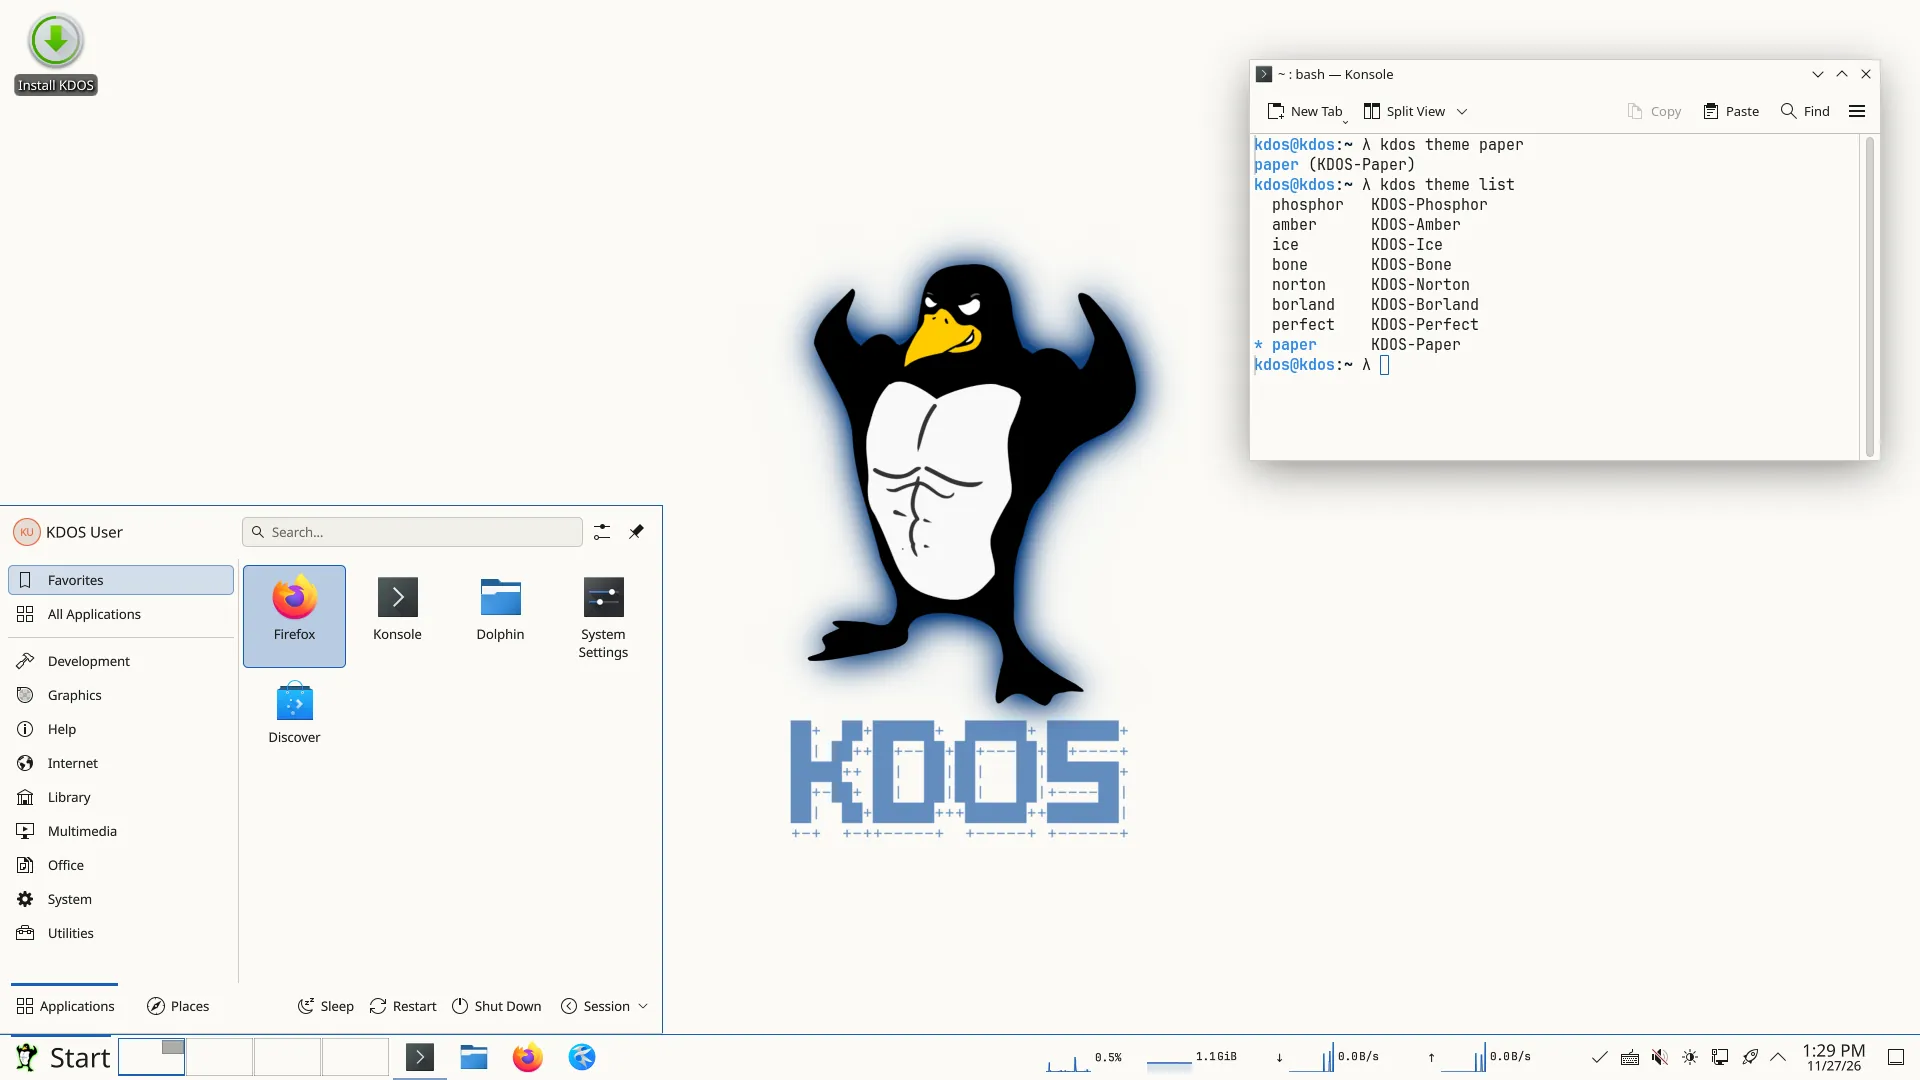 Install KDOS
~ : bash — Konsole
New Tab
Split View
Copy
Paste
Find
kdos@kdos:~ λ kdos theme paper
paper (KDOS-Paper)
kdos@kdos:~ λ kdos theme list
phosphor KDOS-Phosphor
amber KDOS-Amber
ice KDOS-Ice
bone KDOS-Bone
norton KDOS-Norton
borland KDOS-Borland
perfect KDOS-Perfect
* paper KDOS-Paper
kdos@kdos:~ λ
KDOS
KU
KDOS User
Search...
Favorites
All Applications
Development
Graphics
Help
Internet
Library
Multimedia
Office
System
Utilities
Firefox
Konsole
Dolphin
System
Settings
Discover
Applications
Places
Sleep
Restart
Shut Down
Session
Start
0.5%
1.1GiB
↓
0.0B/s
↑
0.0B/s
1:29 PM
11/27/26